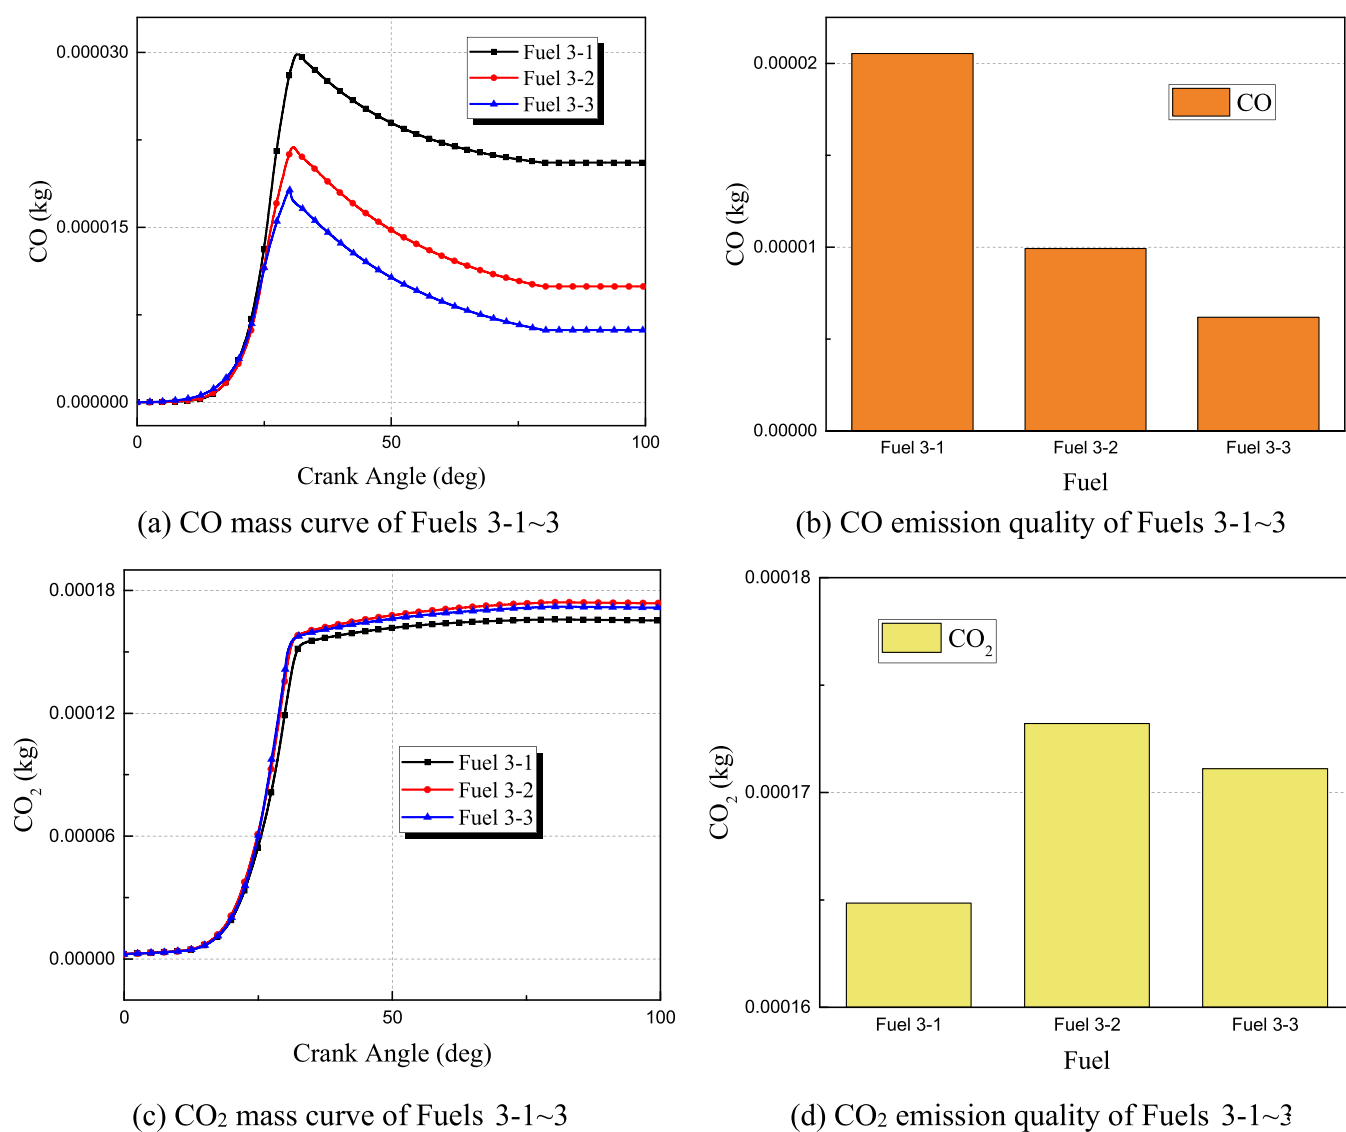 0.000030
0.000015
0.000000
CO (kg)
Fuel 3-1
Fuel 3-2
Fuel 3-3
0 50 100
Crank Angle (deg)
(a) CO mass curve of Fuels 3-1~3
0.00002
0.00001
0.00000
CO (kg)
CO
Fuel 3-1 Fuel 3-2 Fuel 3-3
Fuel
(b) CO emission quality of Fuels 3-1~3
0.00018
0.00012
0.00006
0.00000
CO2 (kg)
Fuel 3-1
Fuel 3-2
Fuel 3-3
0 50 100
Crank Angle (deg)
(c) CO2 mass curve of Fuels 3-1~3
0.00018
0.00017
0.00016
CO2 (kg)
CO2
Fuel 3-1 Fuel 3-2 Fuel 3-3
Fuel
(d) CO2 emission quality of Fuels 3-1~3